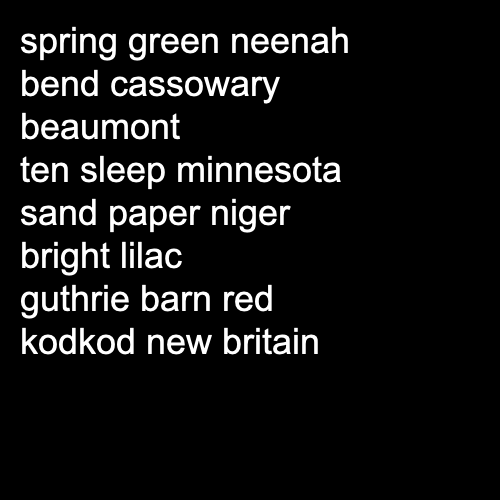 spring green neenah
bend cassowary
beaumont
ten sleep minnesota
sand paper niger
bright lilac
guthrie barn red
kodkod new britain